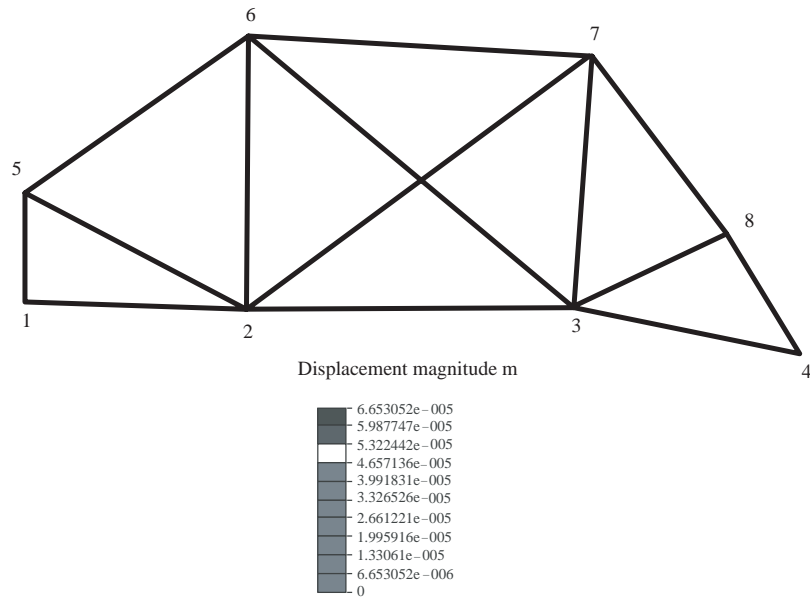 6
7
5
8
1
2
3
4
Displacement magnitude m
6.653052e−005
5.987747e−005
5.322442e−005
4.657136e−005
3.991831e−005
3.326526e−005
2.661221e−005
1.995916e−005
1.33061e−005
6.653052e−006
0